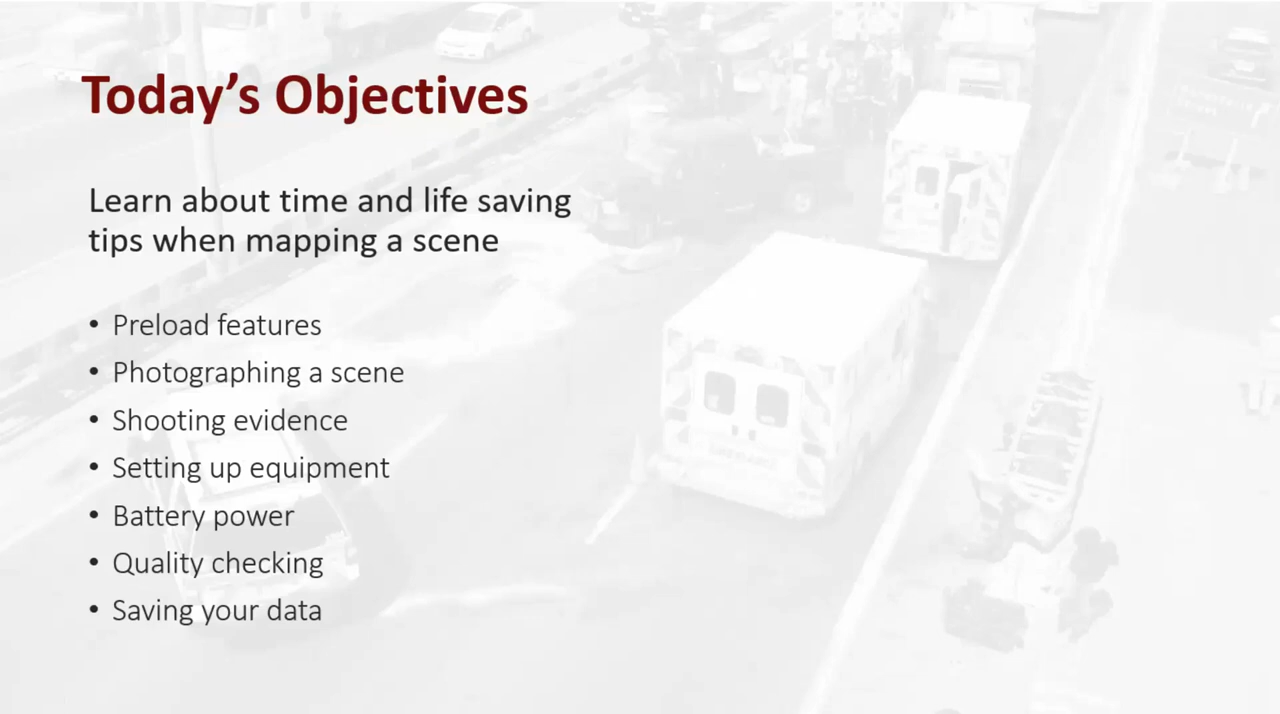 Today’s Objectives
Learn about time and life saving
tips when mapping a scene
• Preload features
• Photographing a scene
• Shooting evidence
• Setting up equipment
• Battery power
• Quality checking
• Saving your data